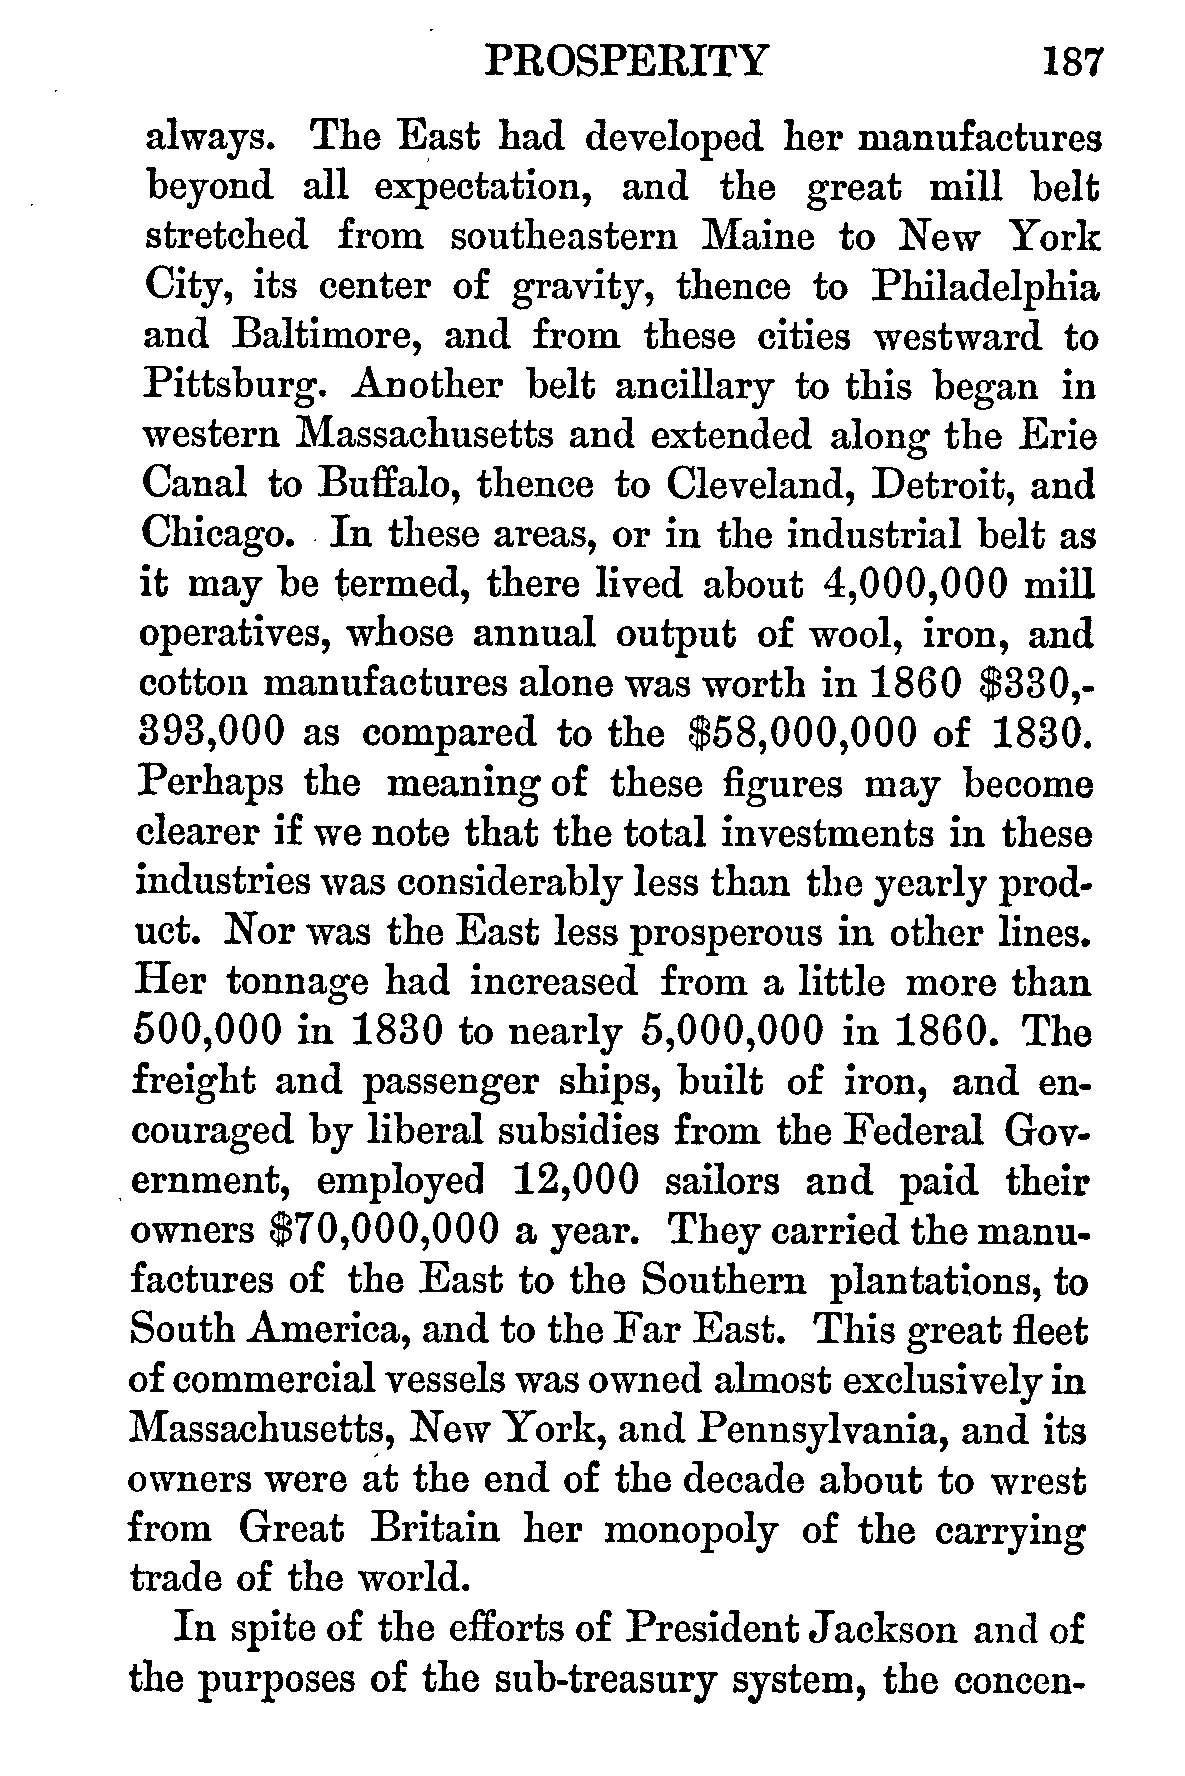 PROSPERITY 187
always. The East had developed her manufactures
beyond all expectation, and the great mill belt
stretched from southeastern Maine to New York
City, its center of gravity, thence to Philadelphia
and Baltimore, and from these cities westward to
Pittsburg. Another belt ancillary to this began in
western Massachusetts and extended along the Erie
Canal to Buffalo, thence to Cleveland, Detroit, and
Chicago. In these areas, or in the industrial belt as
it may be termed, there lived about 4,000,000 mill
operatives, whose annual output of wool, iron, and
cotton manufactures alone was worth in 1860 $330,-
393,000 as compared to the $58,000,000 of 1830.
Perhaps the meaning of these figures may become
clearer if we note that the total investments in these
industries was considerably less than the yearly prod-
uct. Nor was the East less prosperous in other lines.
Her tonnage had increased from a little more than
500,000 in 1830 to nearly 5,000,000 in 1860. The
freight and passenger ships, built of iron, and en-
couraged by liberal subsidies from the Federal Gov-
ernment, employed 12,000 sailors and paid their
owners $70,000,000 a year. They carried the manu-
factures of the East to the Southern plantations, to
South America, and to the Far East. This great fleet
of commercial vessels was owned almost exclusively in
Massachusetts, New York, and Pennsylvania, and its
owners were at the end of the decade about to wrest
from Great Britain her monopoly of the carrying
trade of the world.
In spite of the efforts of President Jackson and of
the purposes of the sub-treasury system, the concen-